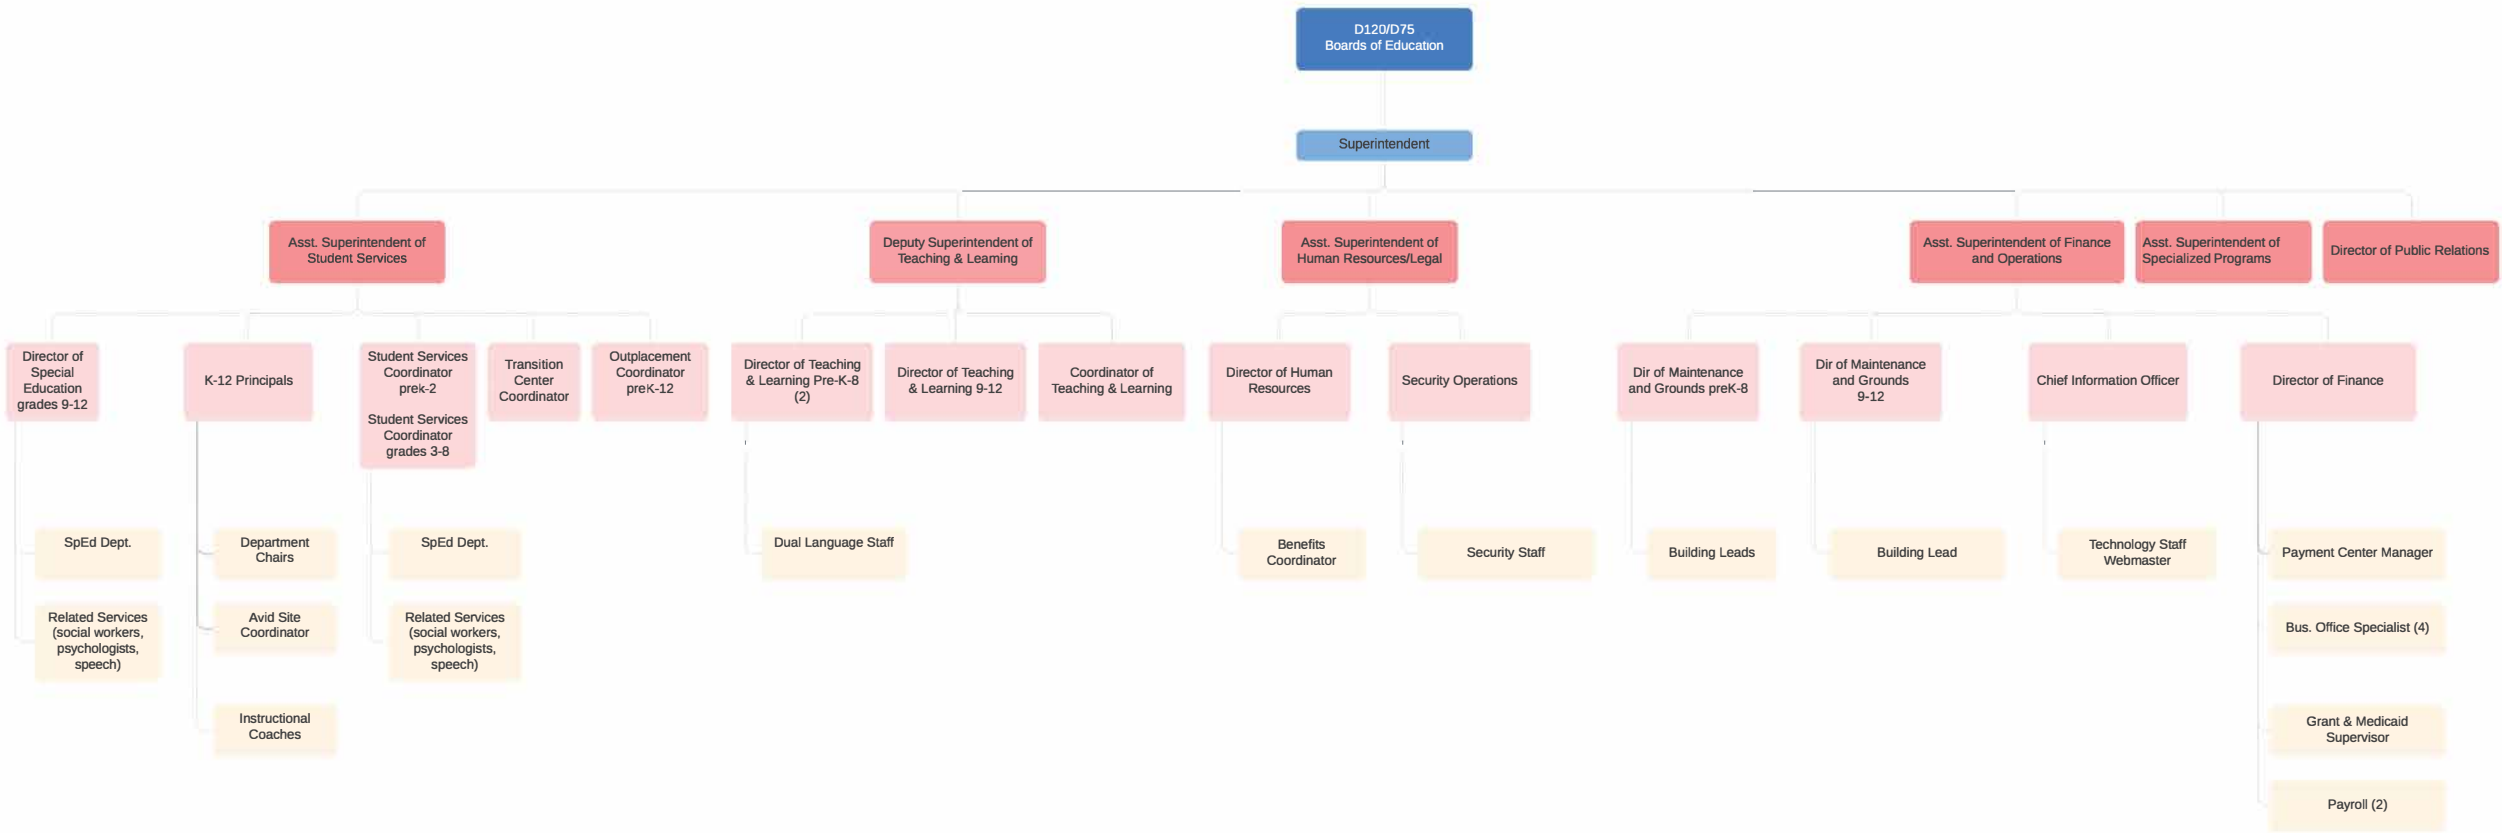 D120/D75
Boards of Education
Superintendent
Asst. Superintendent of
Student Services
Deputy Superintendent of
Teaching & Learning
Asst. Superintendent of
Human Resources/Legal
Asst. Superintendent of Finance
and Operations
Asst. Superintendent of
Specialized Programs
Director of Public Relations
Director of
Special
Education
grades 9-12
K-12 Principals
Student Services
Coordinator
prek-2
Student Services
Coordinator
grades 3-8
Transition
Center
Coordinator
Outplacement
Coordinator
preK-12
Director of Teaching
& Learning Pre-K-8
(2)
Director of Teaching
& Learning 9-12
Coordinator of
Teaching & Learning
Director of Human
Resources
Security Operations
Dir of Maintenance
and Grounds preK-8
Dir of Maintenance
and Grounds
9-12
Chief Information Officer
Director of Finance
SpEd Dept.
Department
Chairs
SpEd Dept.
Dual Language Staff
Benefits
Coordinator
Security Staff
Building Leads
Building Lead
Technology Staff
Webmaster
Payment Center Manager
Related Services
(social workers,
psychologists,
speech)
Avid Site
Coordinator
Related Services
(social workers,
psychologists,
speech)
Bus. Office Specialist (4)
Instructional
Coaches
Grant & Medicaid
Supervisor
Payroll (2)